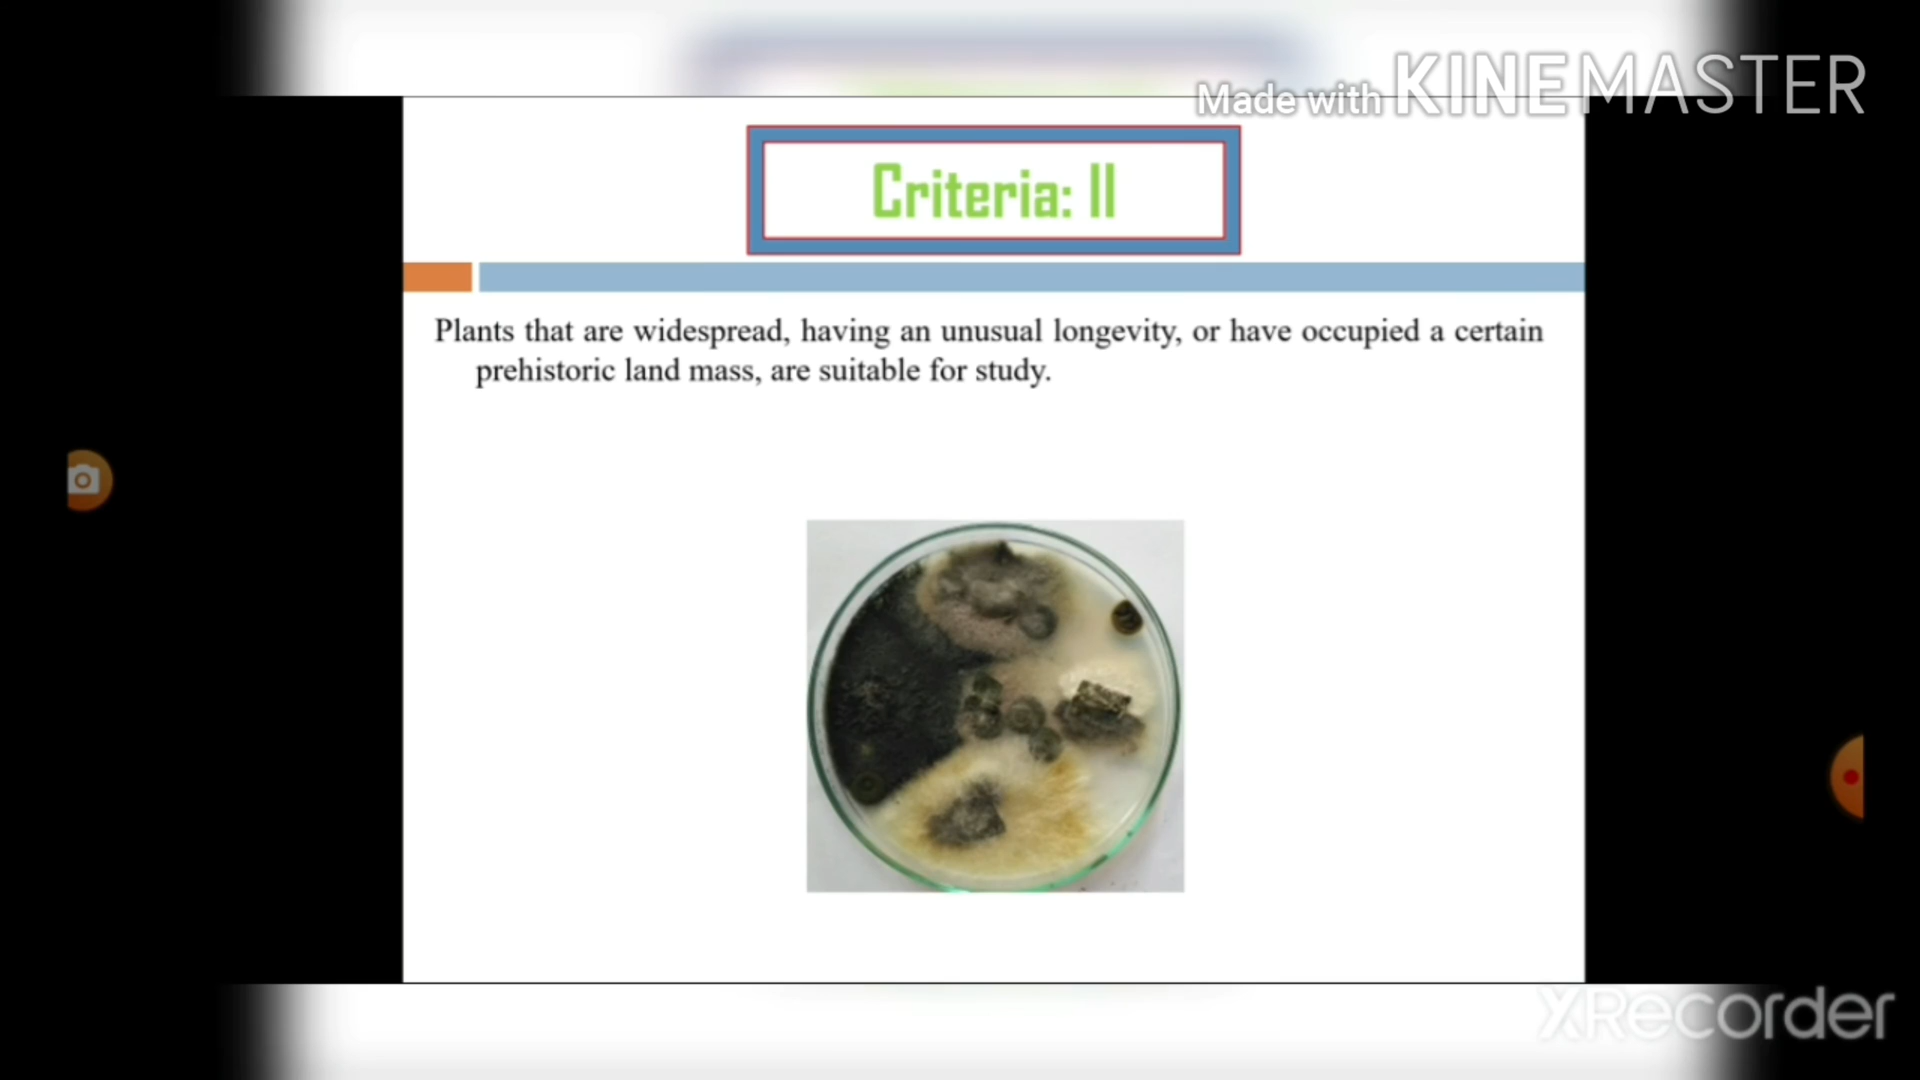 Made with KINEMASTER
Criteria: II
Plants that are widespread, having an unusual longevity, or have occupied a certain
prehistoric land mass, are suitable for study.
XRecorder